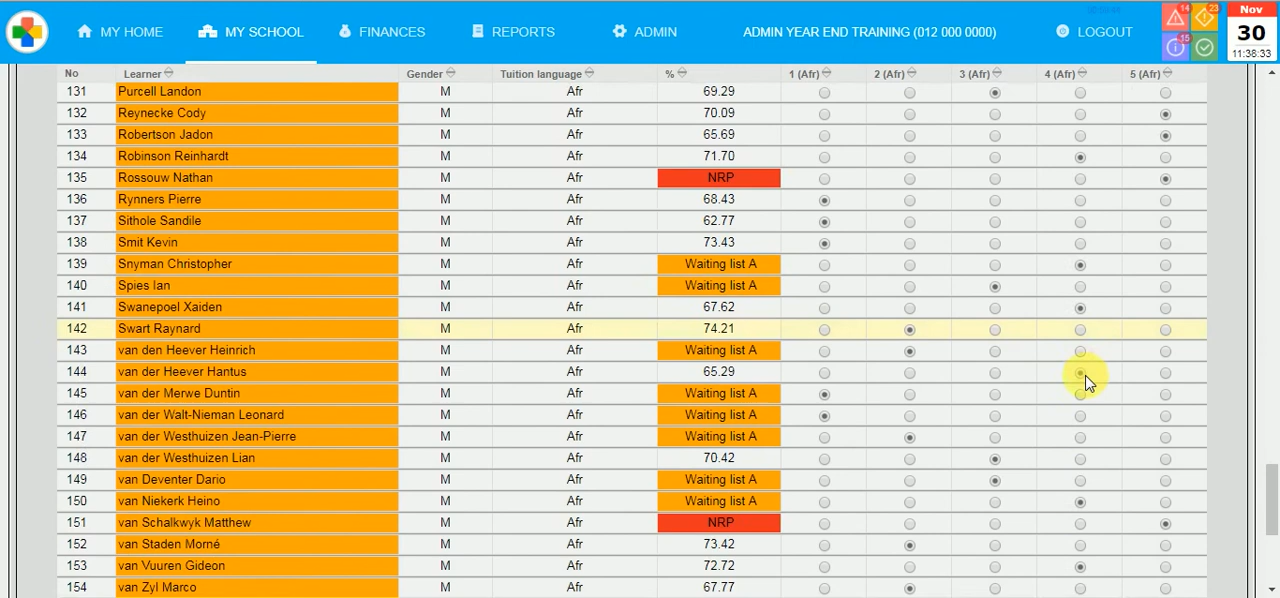 MY HOME MY SCHOOL FINANCES REPORTS ADMIN ADMIN YEAR END TRAINING (012 000 0000) LOGOUT 14 23 15 Nov 30 11:38:33
No Learner Gender Tuition language % 1 (Afr) 2 (Afr) 3 (Afr) 4 (Afr) 5 (Afr)
131 Purcell Landon M Afr 69.29
132 Reynecke Cody M Afr 70.09
133 Robertson Jadon M Afr 65.69
134 Robinson Reinhardt M Afr 71.70
135 Rossouw Nathan M Afr NRP
136 Rynners Pierre M Afr 68.43
137 Sithole Sandile M Afr 62.77
138 Smit Kevin M Afr 73.43
139 Snyman Christopher M Afr Waiting list A
140 Spies Ian M Afr Waiting list A
141 Swanepoel Xaiden M Afr 67.62
142 Swart Raynard M Afr 74.21
143 van den Heever Heinrich M Afr Waiting list A
144 van der Heever Hantus M Afr 65.29
145 van der Merwe Duntin M Afr Waiting list A
146 van der Walt-Nieman Leonard M Afr Waiting list A
147 van der Westhuizen Jean-Pierre M Afr Waiting list A
148 van der Westhuizen Lian M Afr 70.42
149 van Deventer Dario M Afr Waiting list A
150 van Niekerk Heino M Afr Waiting list A
151 van Schalkwyk Matthew M Afr NRP
152 van Staden Morné M Afr 73.42
153 van Vuuren Gideon M Afr 72.72
154 van Zyl Marco M Afr 67.77